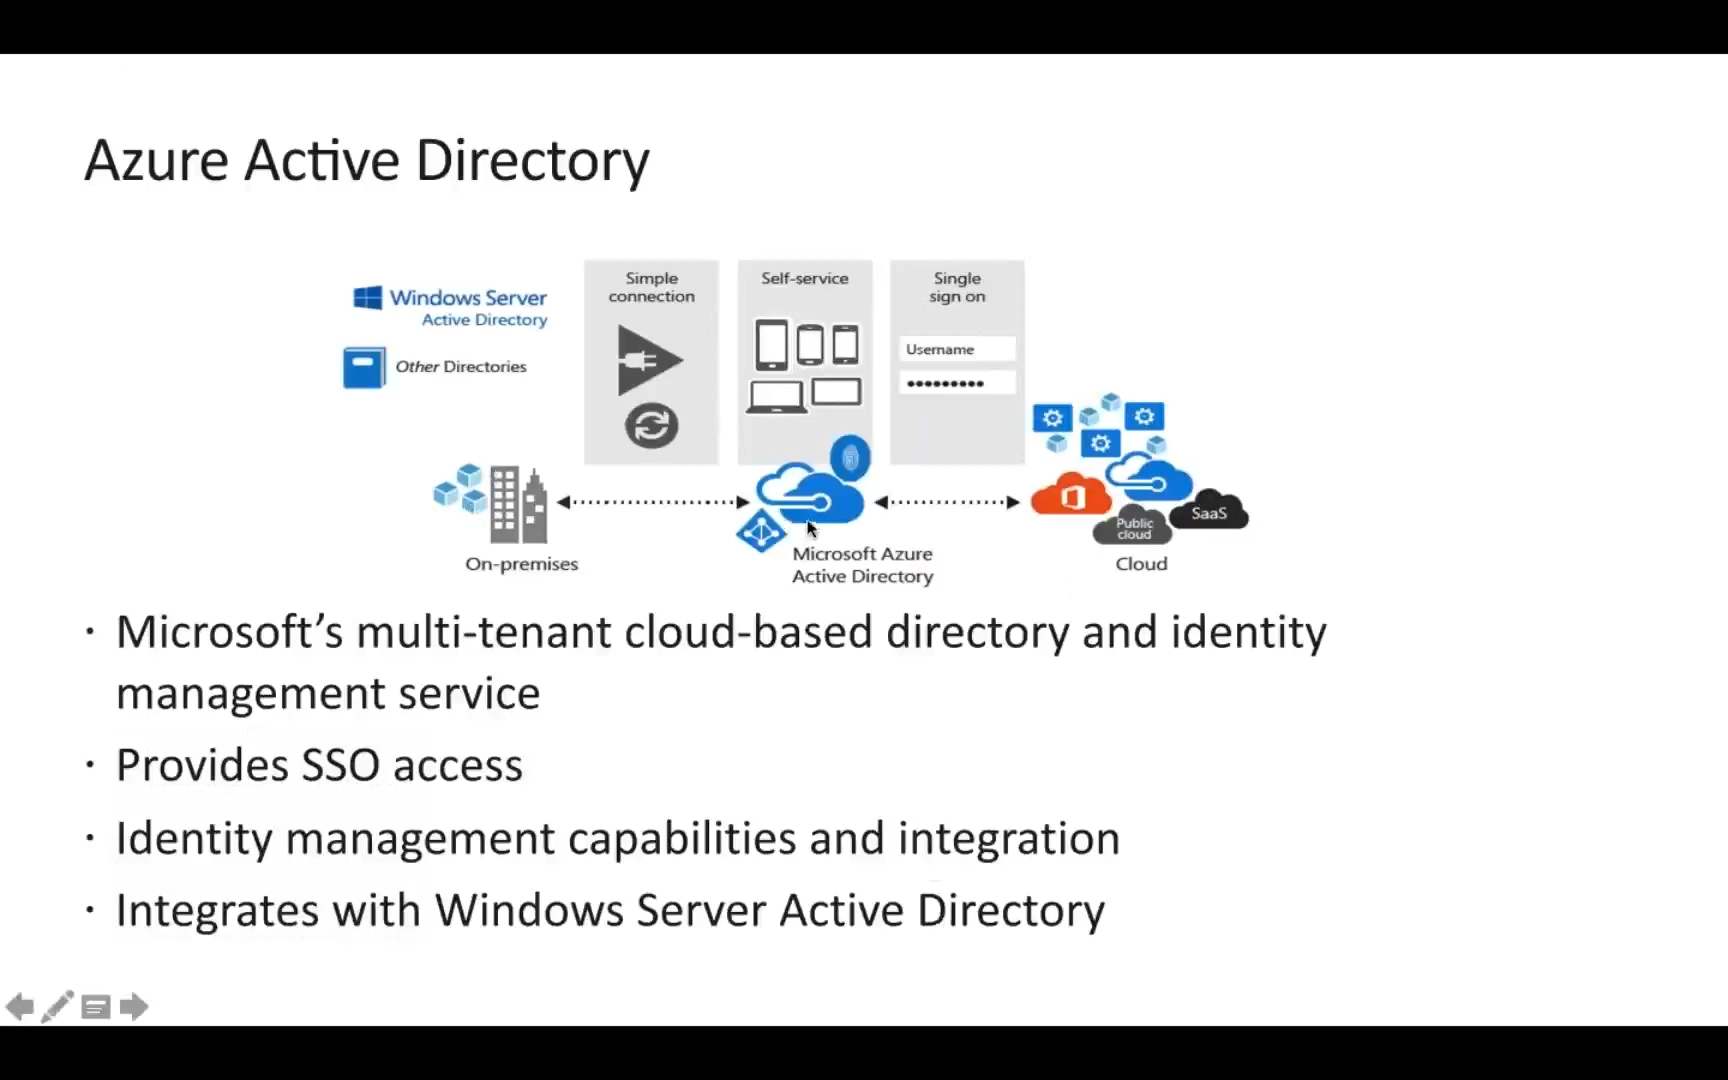 Azure Active Directory
Windows Server
Active Directory
Other Directories
Simple
connection
Self-service
Single
sign on
Username
On-premises
Microsoft Azure
Active Directory
Public
cloud
SaaS
Cloud
· Microsoft’s multi-tenant cloud-based directory and identity
management service
· Provides SSO access
· Identity management capabilities and integration
· Integrates with Windows Server Active Directory